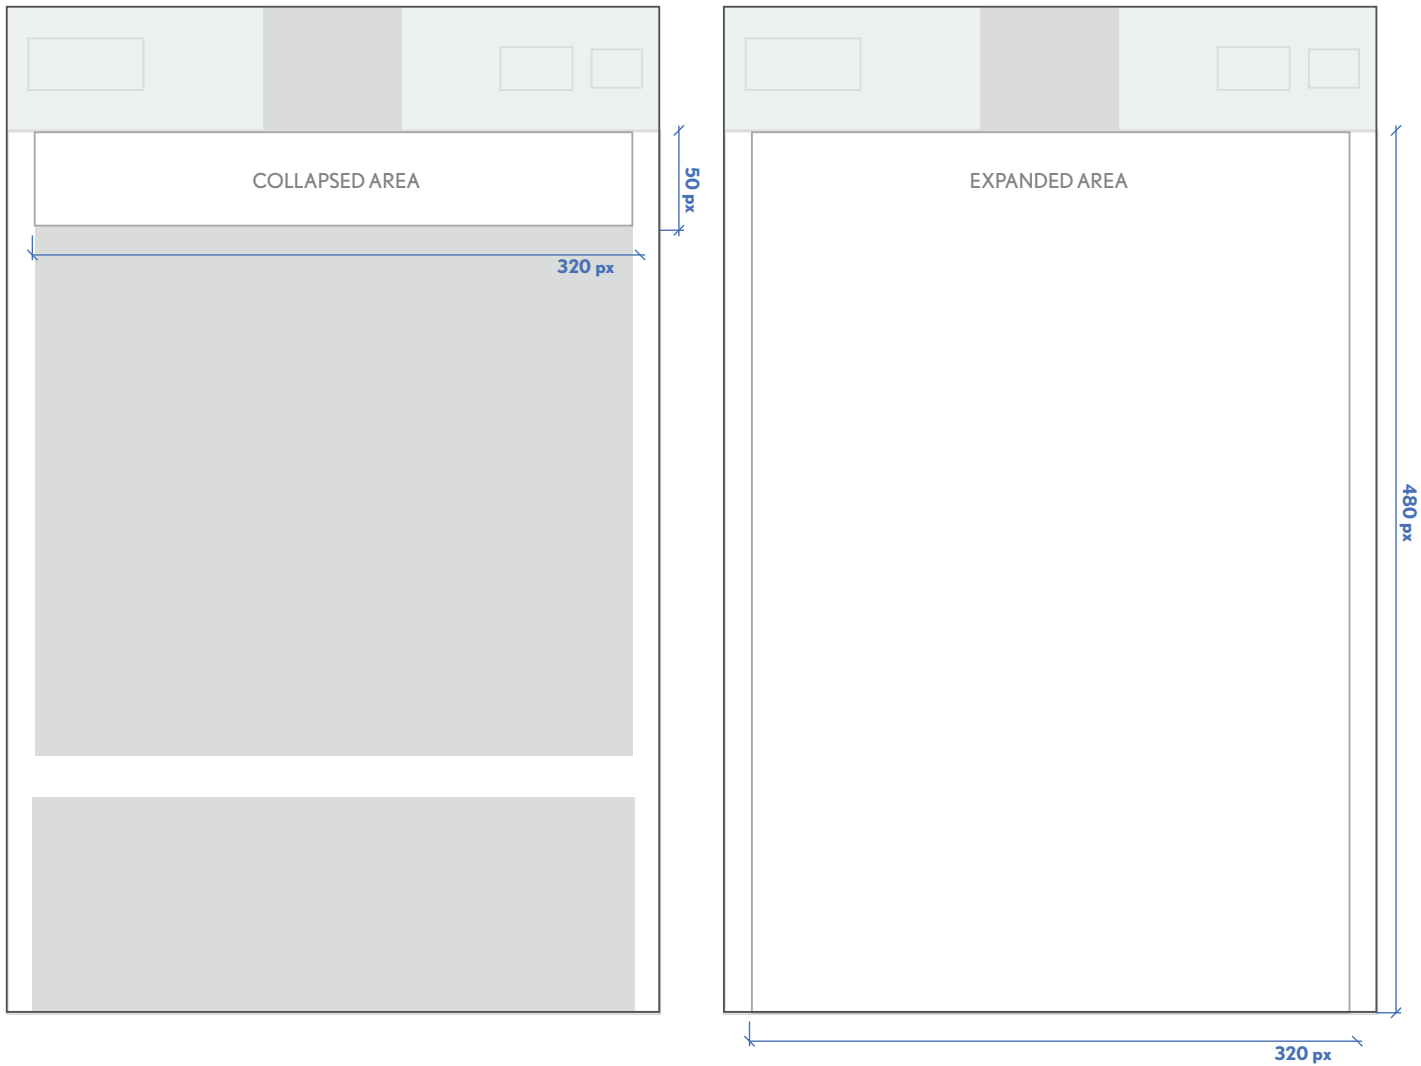 COLLAPSED AREA
50 px
320 px
EXPANDED AREA
480 px
320 px